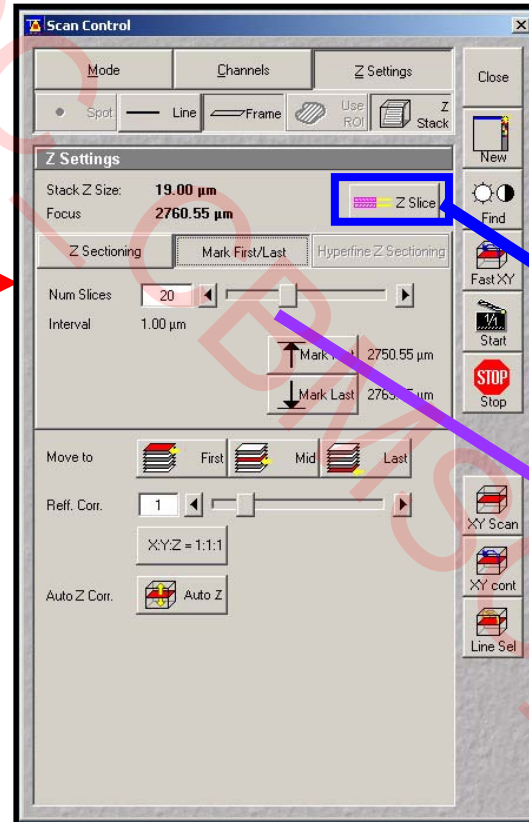 Scan Control
Mode Channels Z Settings Close
Spot Line Frame Use ROI Z Stack
New
Z Settings
Stack Z Size: 19.00 µm
Focus 2760.55 µm
Z Slice
Find
Z Sectioning Mark First/Last Hyperfine Z Sectioning
Fast XY
Num Slices 20
Interval 1.00 µm
1/1
Start
2750.55 µm
Mark Last
STOP
Stop
Move to First Mid Last
Reff. Corr. 1
XY Scan
X:Y:Z = 1:1:1
XY cont
Auto Z Corr. Auto Z
Line Sel